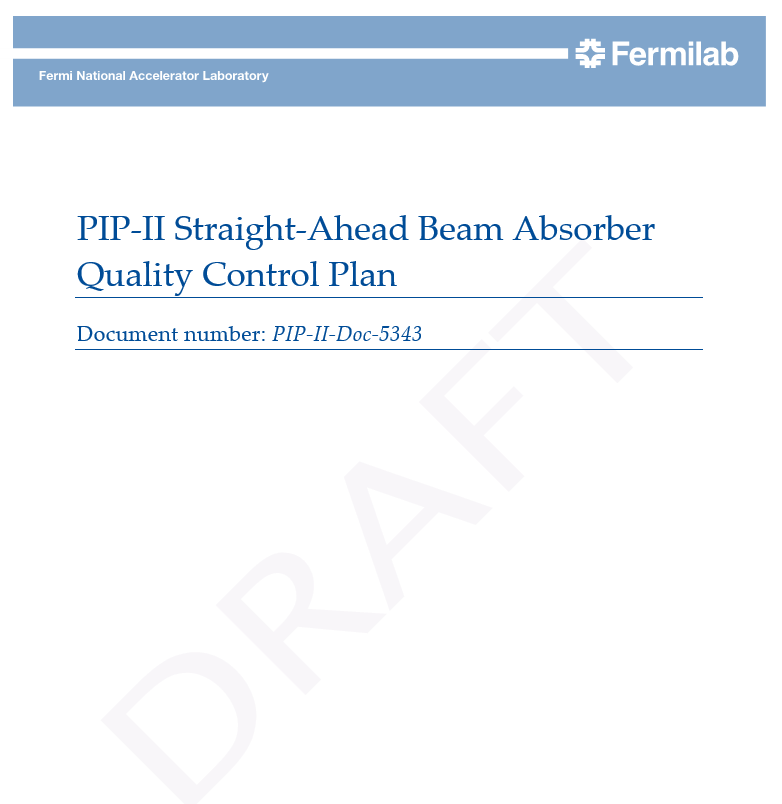 Fermilab
Fermi National Accelerator Laboratory
PIP-II Straight-Ahead Beam Absorber
Quality Control Plan
Document number: PIP-II-Doc-5343
DRAFT